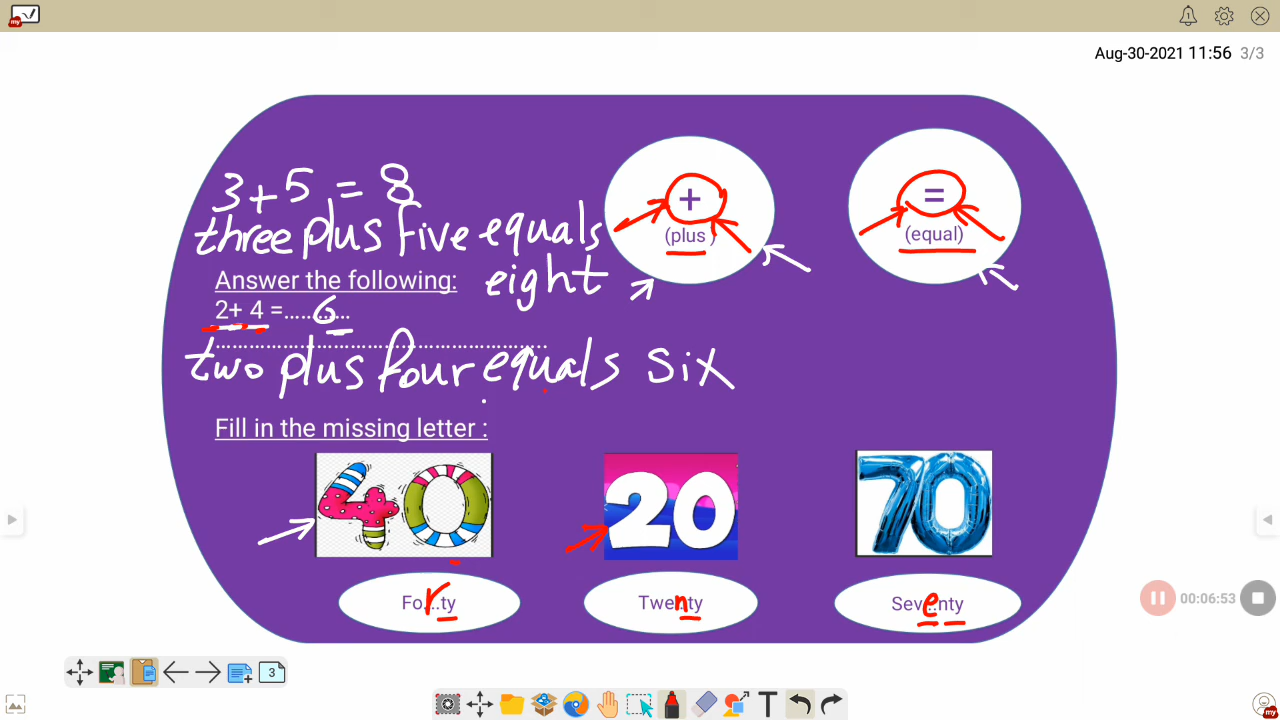 my
Aug-30-2021 11:56 3/3
3+5 = 8
three plus five equals
eight
+
(plus )
=
(equal)
Answer the following:
2+ 4 =............ 6
.......................................................
two plus four equals six
Fill in the missing letter :
40
20
70
Fo...ty r
Twe...ty n
Sev...nty e
00:06:53
3
T
my